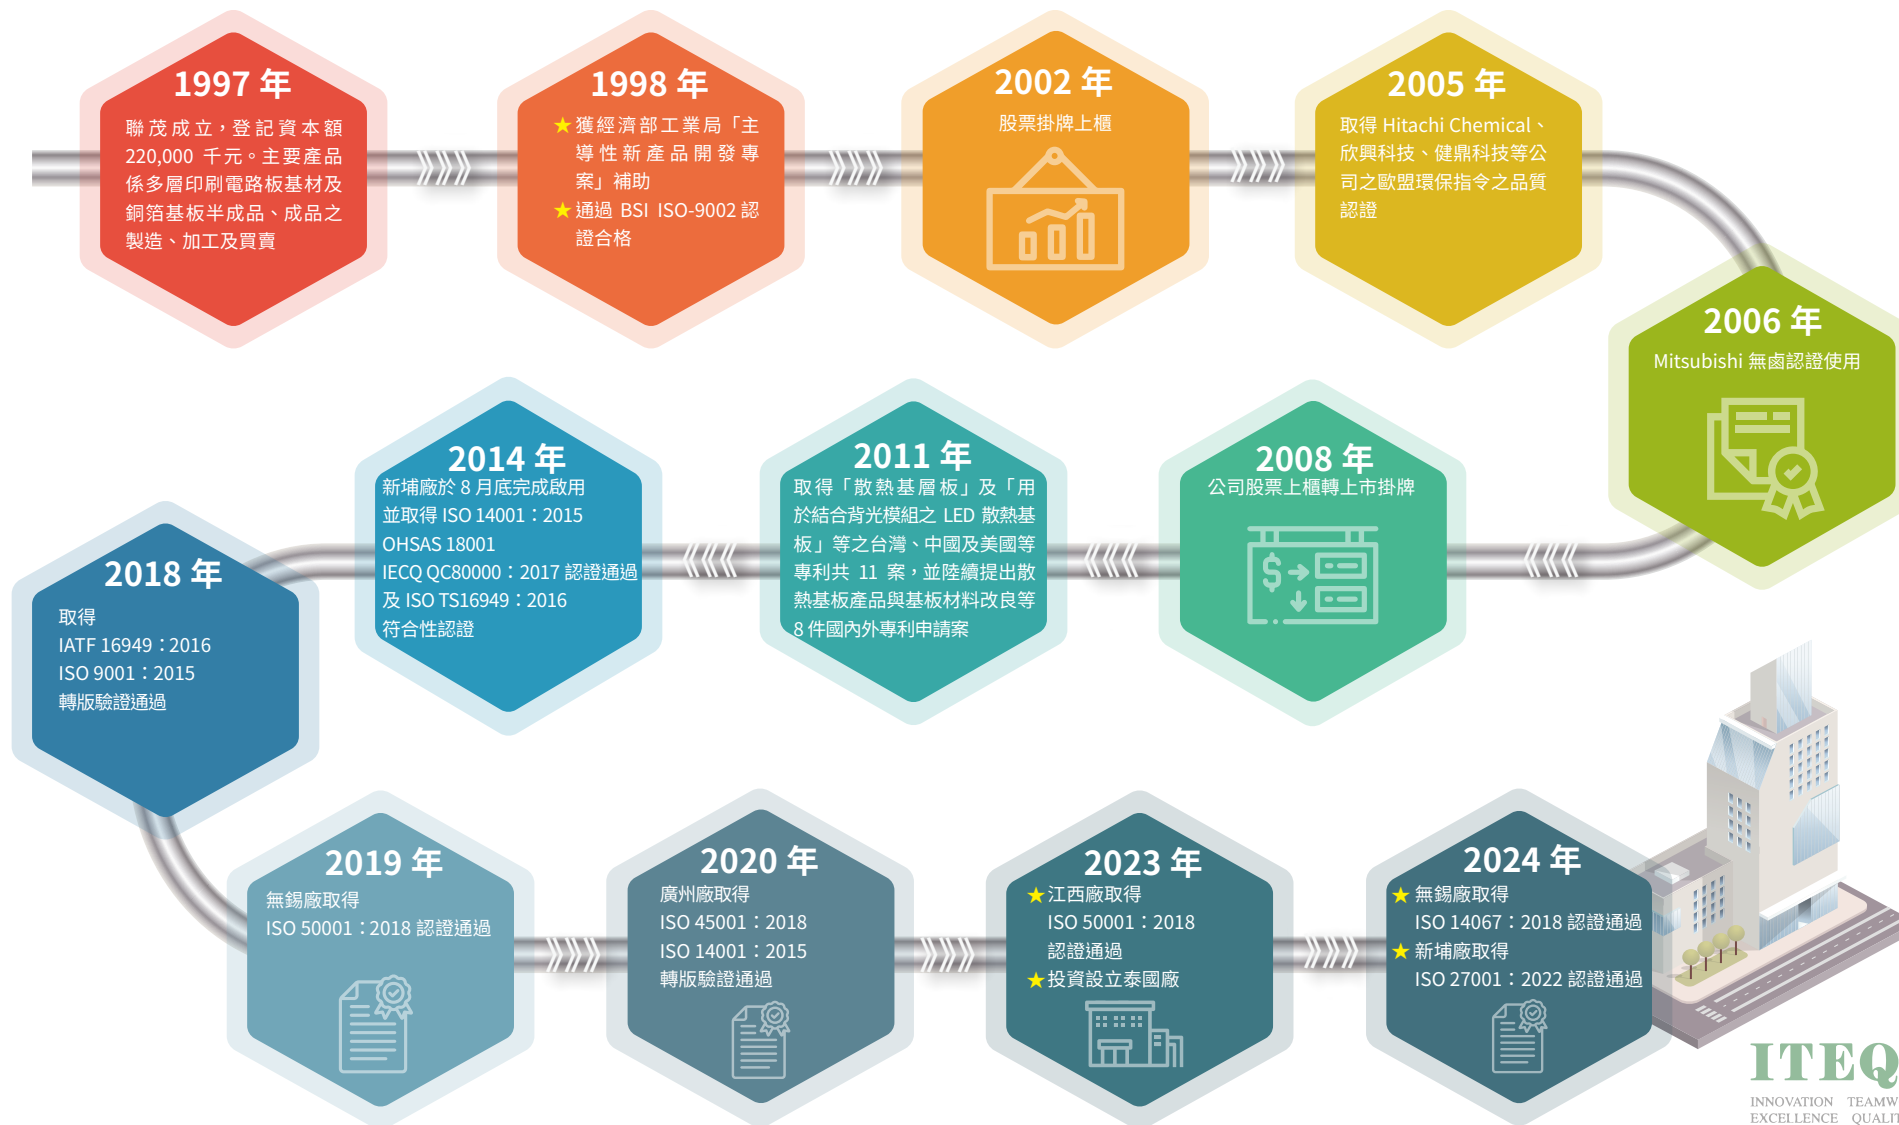 1997 年
聯茂成立，登記資本額
220,000 千元。主要產品
係多層印刷電路板基材及
銅箔基板半成品、成品之
製造、加工及買賣
1998 年
★獲經濟部工業局「主
導性新產品開發專
案」補助
★通過 BSI ISO-9002 認
證合格
2002 年
股票掛牌上櫃
2005 年
取得 Hitachi Chemical、
欣興科技、健鼎科技等公
司之歐盟環保指令之品質
認證
2006 年
Mitsubishi 無鹵認證使用
2008 年
公司股票上櫃轉上市掛牌
$
2011 年
取得「散熱基層板」及「用
於結合背光模組之 LED 散熱基
板」等之台灣、中國及美國等
專利共 11 案，並陸續提出散
熱基板產品與基板材料改良等
8 件國內外專利申請案
2014 年
新埔廠於 8 月底完成啟用
並取得 ISO 14001：2015
OHSAS 18001
IECQ QC80000：2017 認證通過
及 ISO TS16949：2016
符合性認證
2018 年
取得
IATF 16949：2016
ISO 9001：2015
轉版驗證通過
2019 年
無錫廠取得
ISO 50001：2018 認證通過
2020 年
廣州廠取得
ISO 45001：2018
ISO 14001：2015
轉版驗證通過
2023 年
★江西廠取得
ISO 50001：2018
認證通過
★投資設立泰國廠
2024 年
★ 無錫廠取得
ISO 14067：2018 認證通過
★ 新埔廠取得
ISO 27001：2022 認證通過
ITEQ
INNOVATION TEAMW
EXCELLENCE QUALIT